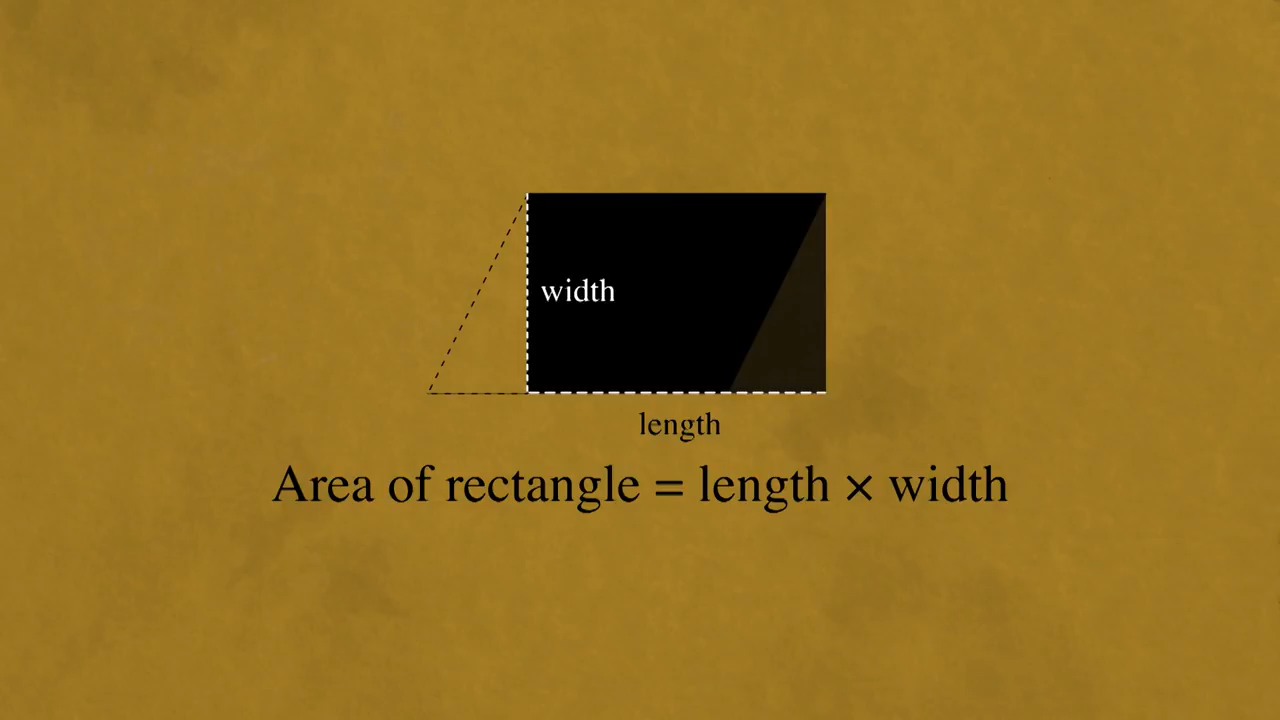 width
length
Area of rectangle = length × width